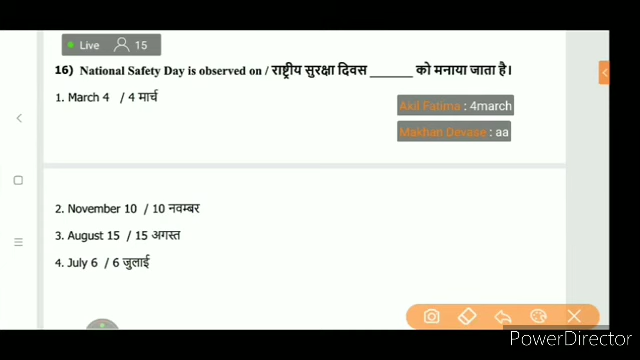 Live 15
16) National Safety Day is observed on / राष्ट्रीय सुरक्षा दिवस _______ को मनाया जाता है।
1. March 4 / 4 मार्च
Akil Fatima : 4march
Makhan Devase : aa
2. November 10 / 10 नवम्बर
3. August 15 / 15 अगस्त
4. July 6 / 6 जुलाई
PowerDirector